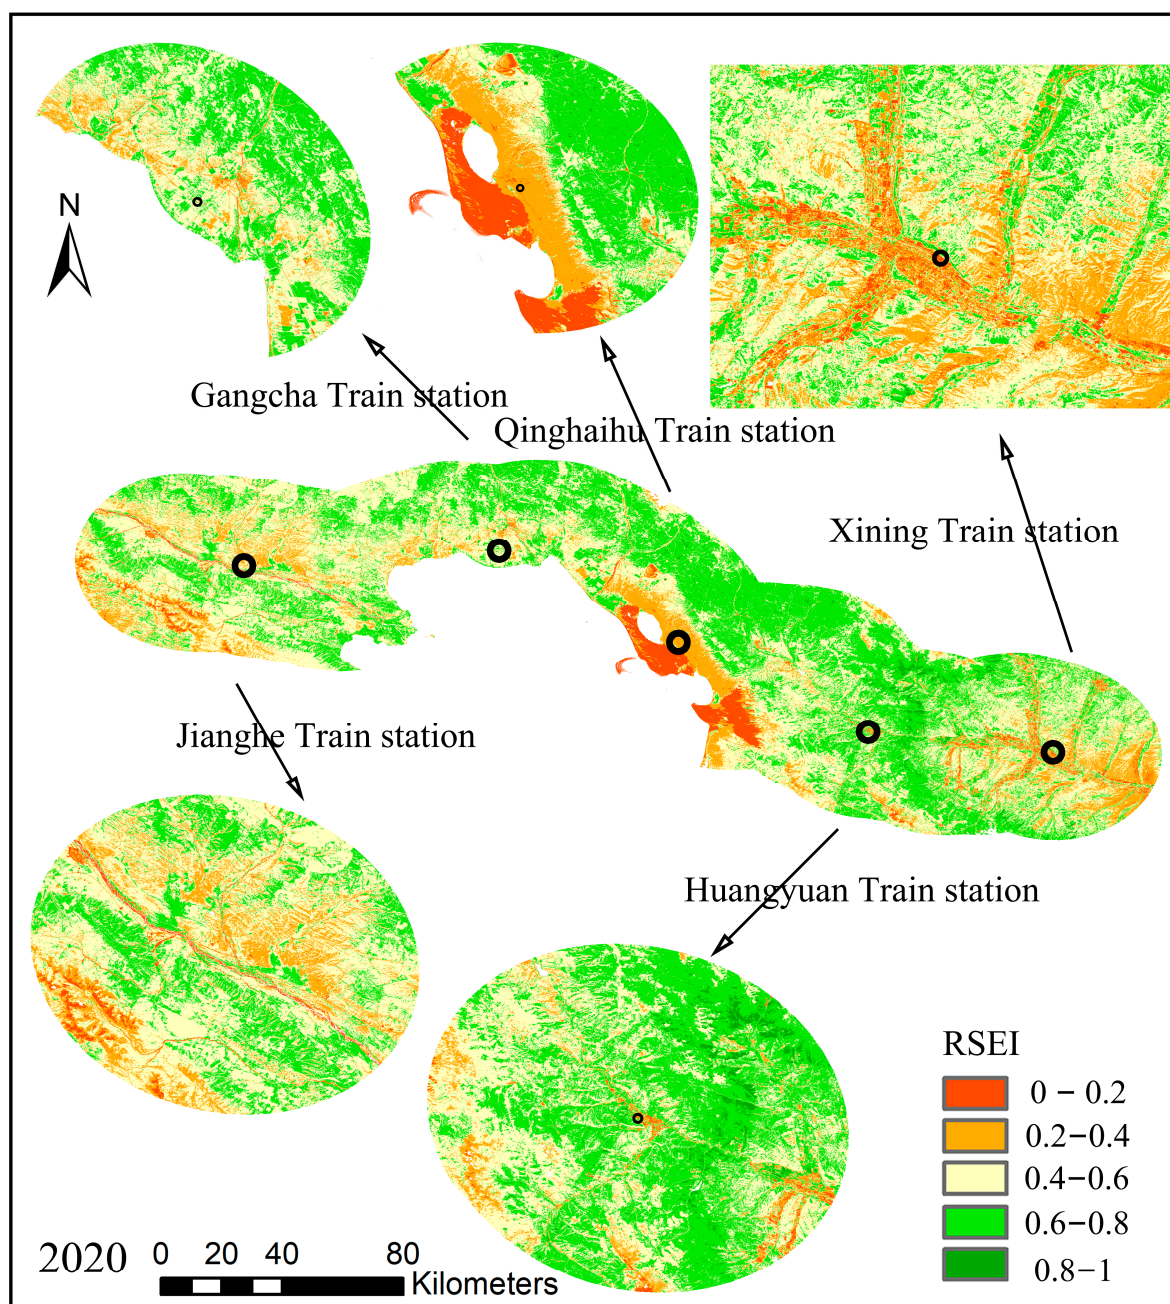 N
Gangcha Train station
Qinghaihu Train station
Xining Train station
Jianghe Train station
Huangyuan Train station
RSEI
0 – 0.2
0.2–0.4
0.4–0.6
0.6–0.8
0.8–1
2020
0 20 40 80
Kilometers